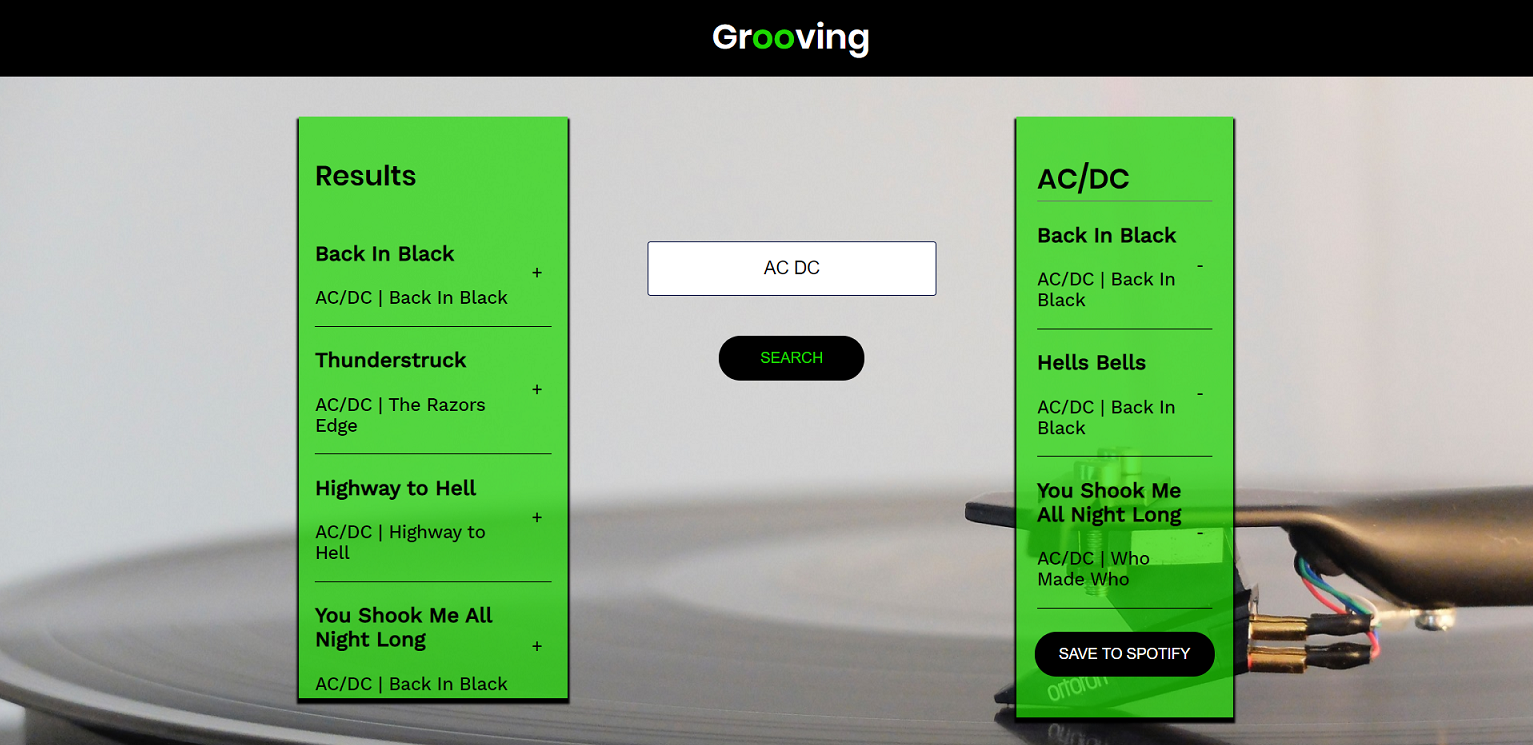 Grooving
Results
Back In Black
+
AC/DC | Back In Black
Thunderstruck
+
AC/DC | The Razors
Edge
Highway to Hell
+
AC/DC | Highway to
Hell
You Shook Me All
Night Long
+
AC/DC | Back In Black
AC DC
SEARCH
AC/DC
Back In Black
-
AC/DC | Back In
Black
Hells Bells
-
AC/DC | Back In
Black
You Shook Me
All Night Long
-
AC/DC | Who
Made Who
SAVE TO SPOTIFY
ortofon